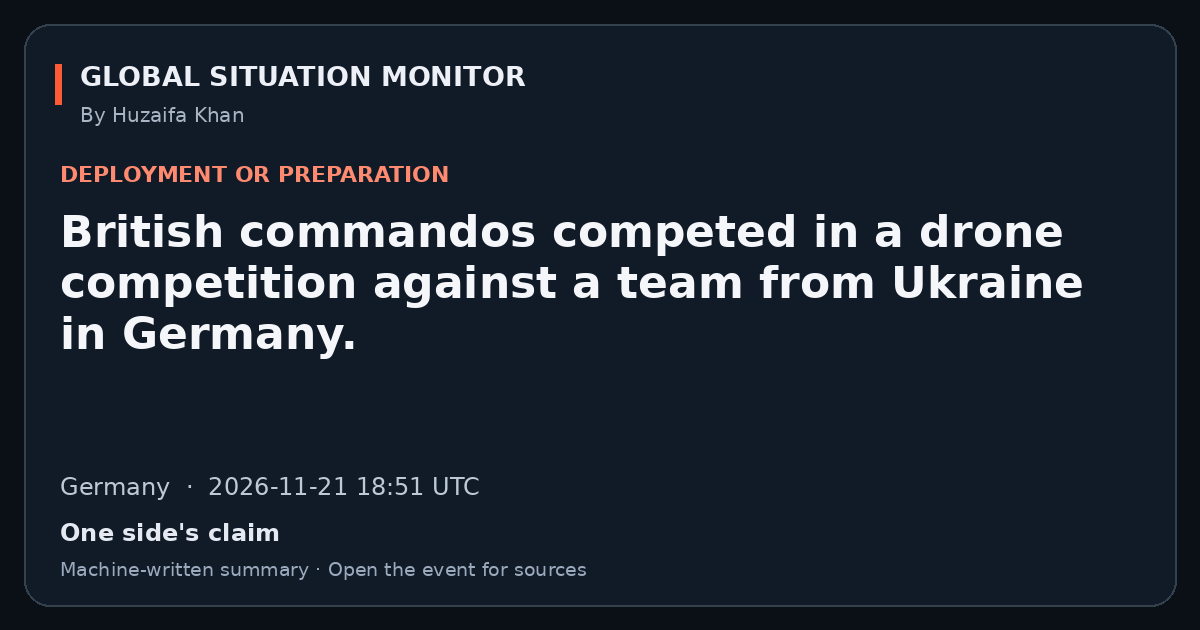 GLOBAL SITUATION MONITOR
By Huzaifa Khan
DEPLOYMENT OR PREPARATION
British commandos competed in a drone
competition against a team from Ukraine
in Germany.
Germany · 2026-11-21 18:51 UTC
One side's claim
Machine-written summary · Open the event for sources